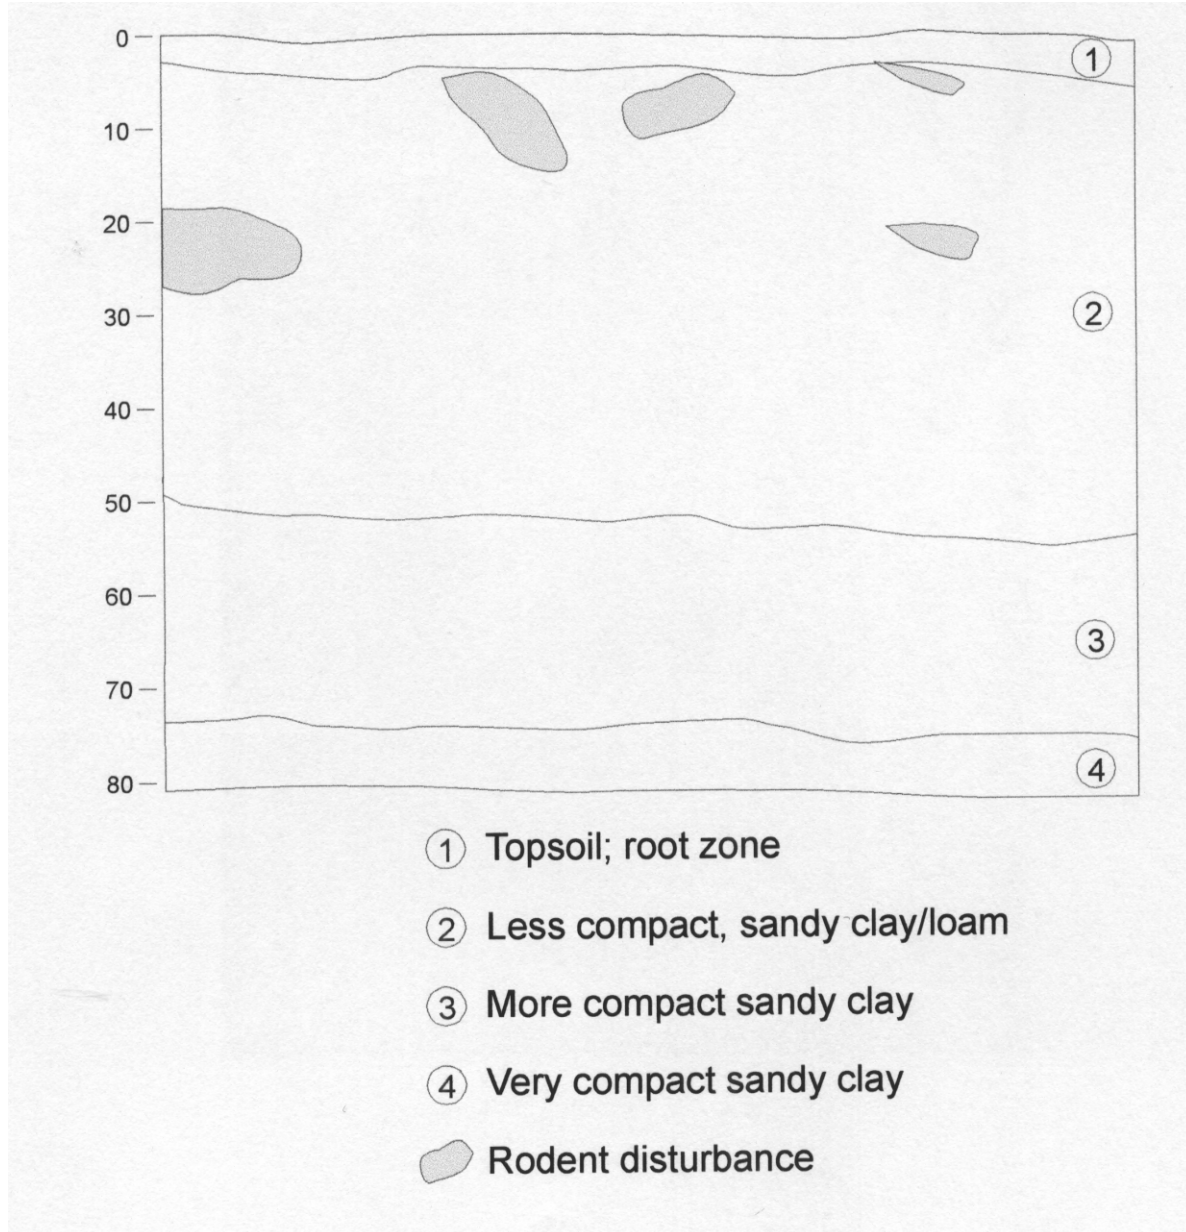 0
①
10
20
30
②
40
50
60
③
70
80
④
① Topsoil; root zone
② Less compact, sandy clay/loam
③ More compact sandy clay
④ Very compact sandy clay
Rodent disturbance